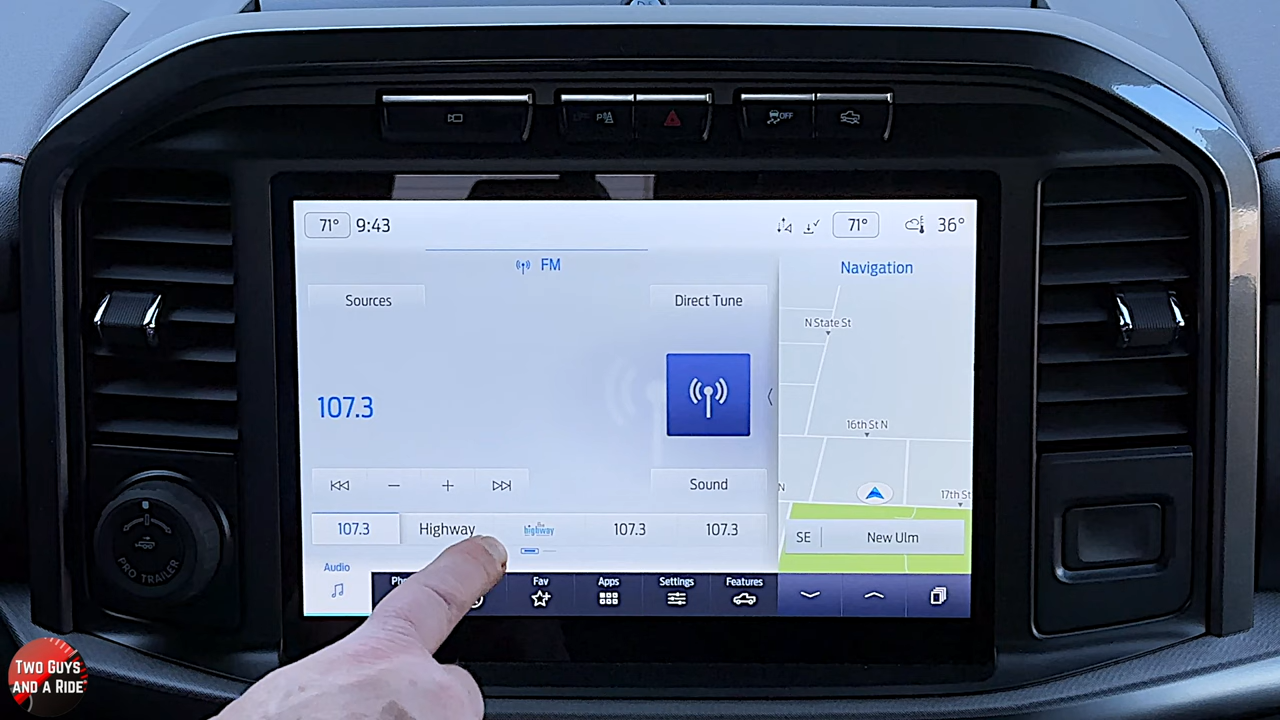 71° 9:43
71° 36°
FM
Navigation
Sources
Direct Tune
N State St
107.3
16th St N
Sound
17th St
107.3
Highway
the highway
107.3
107.3
SE
New Ulm
Audio
Fav
Apps
Settings
Features
OFF
PRO TRAILER
TWO GUYS
AND A RIDE